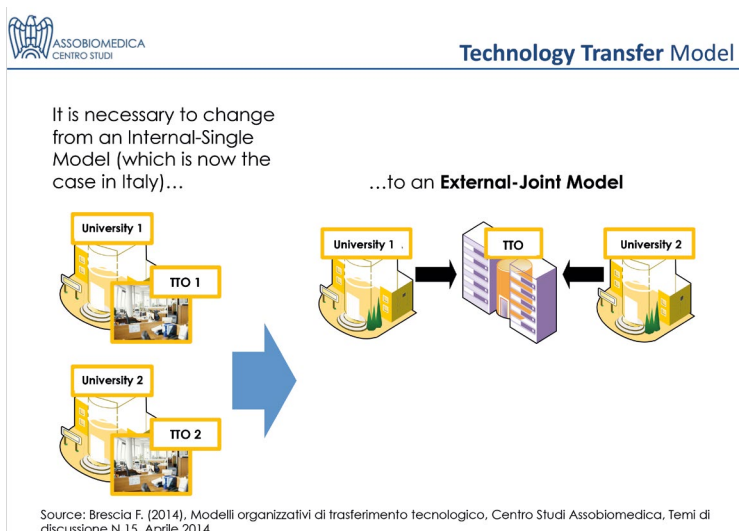 ASSOBIOMEDICA
CENTRO STUDI
Technology Transfer Model
It is necessary to change
from an Internal-Single
Model (which is now the
case in Italy)…
…to an External-Joint Model
University 1
TTO 1
University 2
TTO 2
University 1
TTO
University 2
Source: Brescia F. (2014), Modelli organizzativi di trasferimento tecnologico, Centro Studi Assobiomedica, Temi di
discussione N.15, Aprile 2014